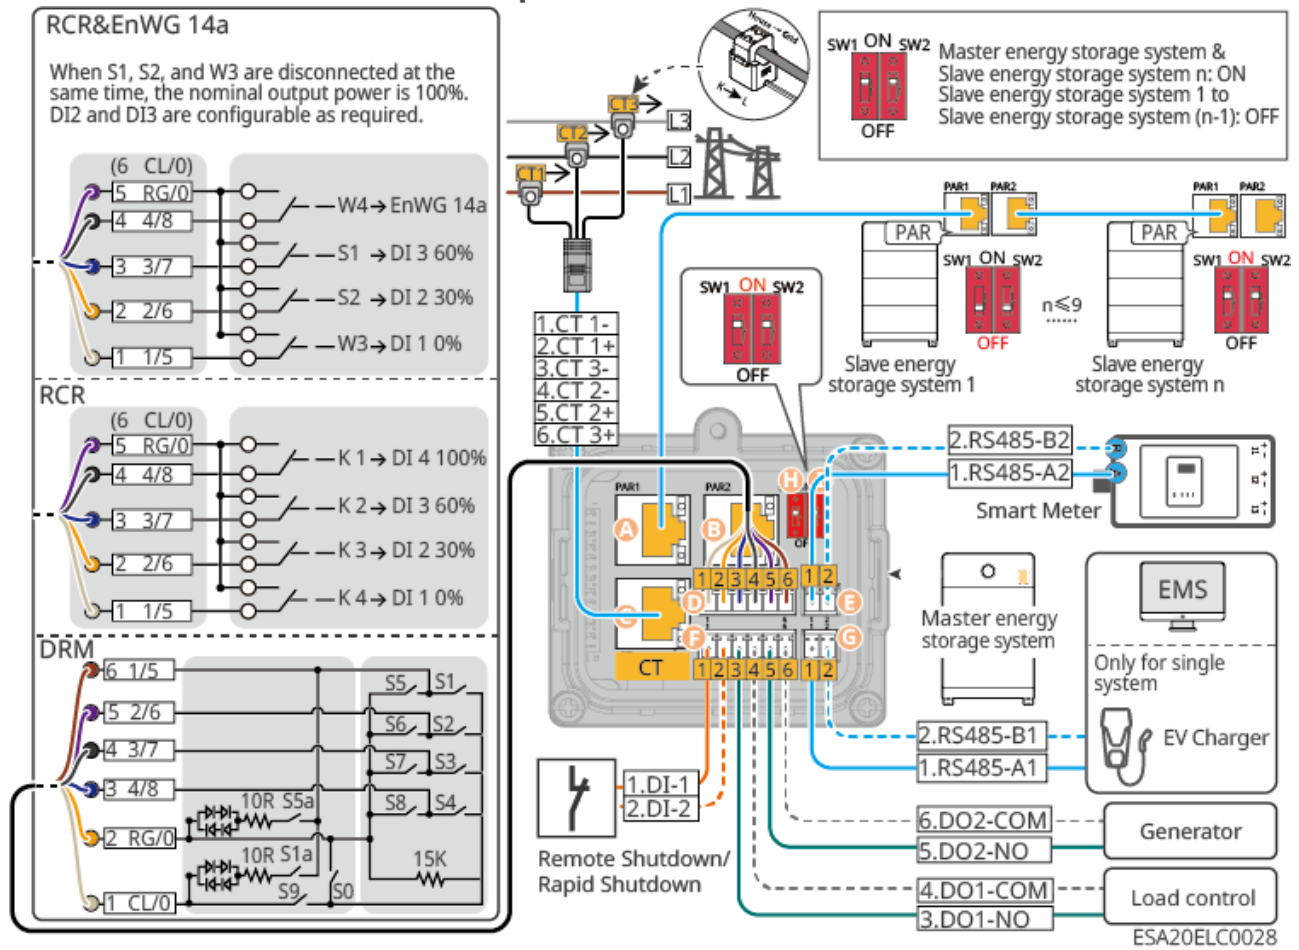 RCR&EnWG 14a
When S1, S2, and W3 are disconnected at the
same time, the nominal output power is 100%.
DI2 and DI3 are configurable as required.
(6 CL/0)
5 RG/0
4 4/8
3 3/7
2 2/6
1 1/5
W4→EnWG 14a
S1 → DI 3 60%
S2 → DI 2 30%
W3→DI 1 0%
RCR
(6 CL/0)
5 RG/0
4 4/8
3 3/7
2 2/6
1 1/5
K 1→ DI 4 100%
K 2→ DI 3 60%
K 3→ DI 2 30%
K 4→ DI 1 0%
DRM
6 1/5
5 2/6
4 3/7
3 4/8
2 RG/0
1 CL/0
S5
S1
S6
S2
S7
S3
S8
S4
10R S5a
10R S1a
S9
S0
15K
House→Grid
K→L
CT3
CT2
CT1
L3
L2
L1
1.CT 1-
2.CT 1+
3.CT 3-
4.CT 2-
5.CT 2+
6.CT 3+
SW1 ON SW2
OFF
Master energy storage system &
Slave energy storage system n: ON
Slave energy storage system 1 to
Slave energy storage system (n-1): OFF
PAR1 PAR2
PAR
SW1 ON SW2
OFF
Slave energy
storage system 1
n≤9
......
PAR1 PAR2
PAR
SW1 ON SW2
OFF
Slave energy
storage system n
SW1 ON SW2
OFF
PAR1
PAR2
A
B
H
C
CT
D
E
F
G
1 2 3 4 5 6
1 2
1 2 3 4 5 6
1 2
2.RS485-B2
1.RS485-A2
Smart Meter
Master energy
storage system
EMS
Only for single
system
EV Charger
2.RS485-B1
1.RS485-A1
1.DI-1
2.DI-2
Remote Shutdown/
Rapid Shutdown
6.DO2-COM
5.DO2-NO
Generator
4.DO1-COM
3.DO1-NO
Load control
ESA20ELC0028